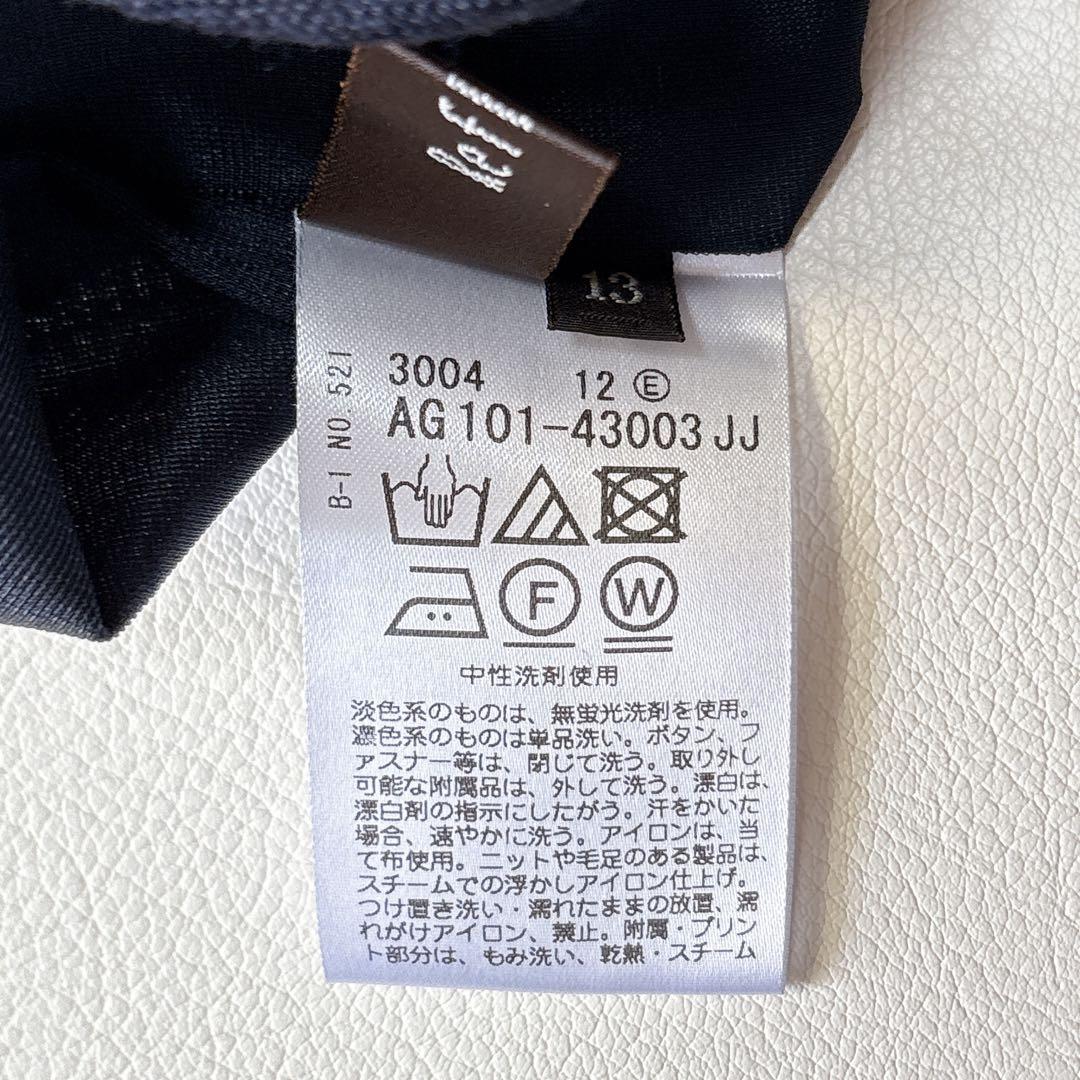 13
B-1 NO.521
3004 12 Ⓔ
AG101-43003JJ
F
W
中性洗剤使用
淡色系のものは、無蛍光洗剤を使用。
濃色系のものは単品洗い。ボタン、フ
ァスナー等は、閉じて洗う。取り外し
可能な附属品は、外して洗う。漂白は、
漂白剤の指示にしたがう。汗をかいた
場合、速やかに洗う。アイロンは、当
て布使用。ニットや毛足のある製品は、
スチームでの浮かしアイロン仕上げ。
つけ置き洗い・濡れたままの放置、濡
れがけアイロン、禁止。附属・プリン
ト部分は、もみ洗い、乾熱・スチーム